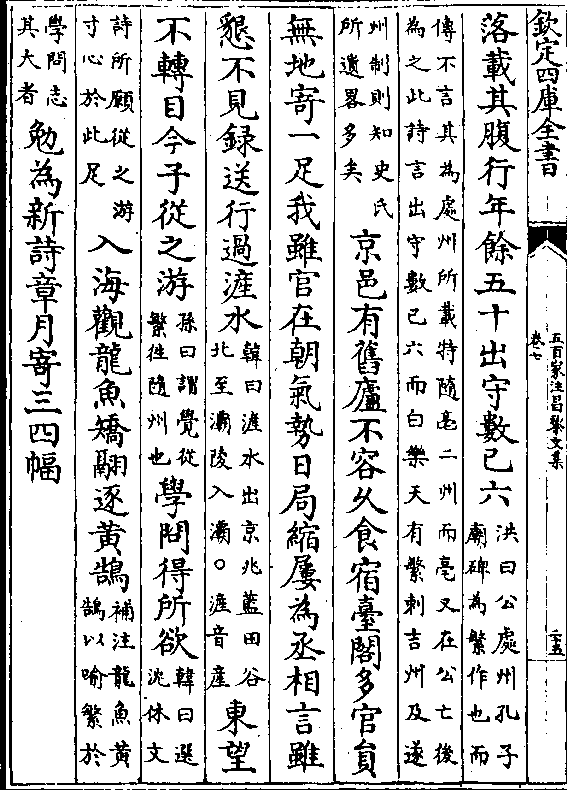 欽定四庫全書
五百家注昌黎文集
卷七
二十五
落載其腹行年餘五十出守數已六洪曰公處州孔子
廟碑為繁作也而
傳不言其為處州所載特隨亳二州而亳又在公亡後
為之此詩言出守數已六而白樂天有繁刺吉州及遂
州制則知史氏
所遺畧多矣京邑有舊廬不容久食宿臺閣多官員
無地寄一足我雖官在朝氣勢日局縮屢為丞相言雖
懇不見錄送行過滻水韓曰滻水出京兆藍田谷
北至灞陵入灞○滻音產東望
不轉目今子從之游孫曰謂覺從
繁往隨州也學問得所欲韓曰選
沈休文
詩所願從之游
寸心於此足入海觀龍魚矯翮逐黃鵠補注龍魚黃
鵠以喻繁於
學問志
其大者勉為新詩章月寄三四幅